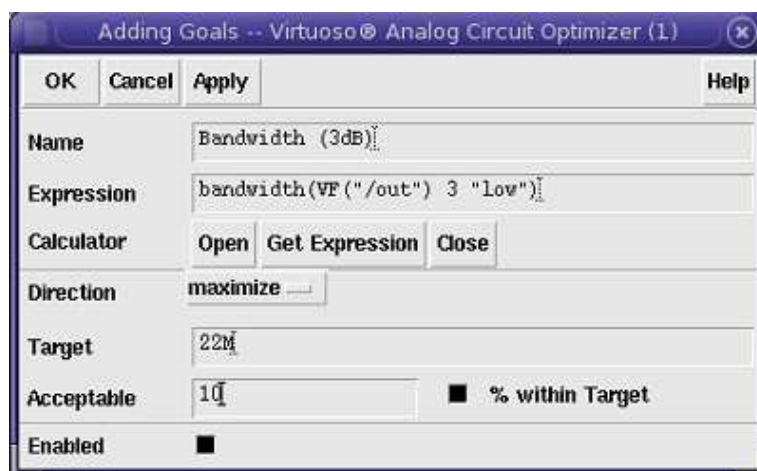 Adding Goals -- Virtuoso® Analog Circuit Optimizer (1)
OK Cancel Apply Help
Name Bandwidth (3dB)
Expression bandwidth(VF("/out") 3 "low")
Calculator Open Get Expression Close
Direction maximize
Target 22M
Acceptable 10 % within Target
Enabled